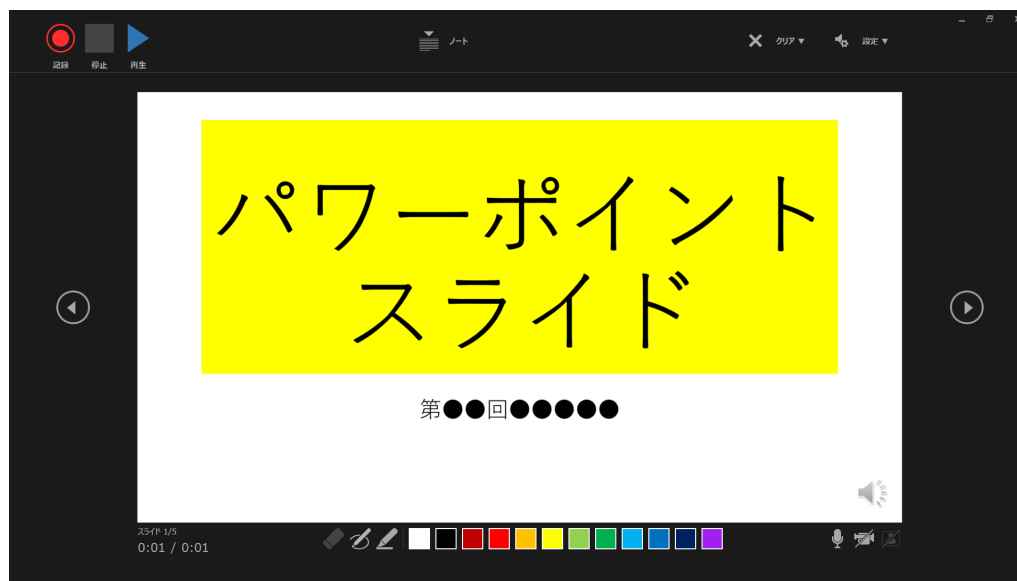 記録 停止 再生
ノート
クリア ▼ 設定 ▼
パワーポイント
スライド
第●●回●●●●●
スライド 1/5
0:01 / 0:01